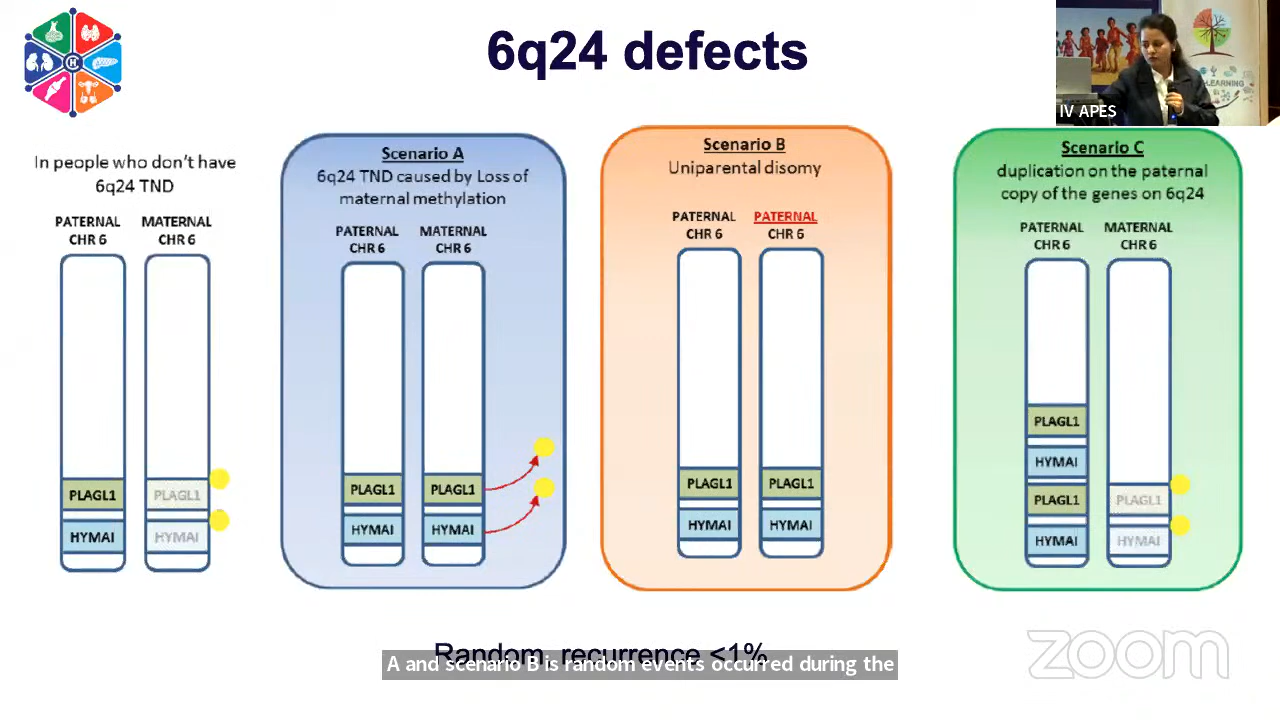 6q24 defects
IV APES
-LEARNING
H
In people who don't have
6q24 TND
PATERNAL
CHR 6
MATERNAL
CHR 6
PLAGL1
PLAGL1
HYMAI
HYMAI
Scenario A
6q24 TND caused by Loss of
maternal methylation
PATERNAL
CHR 6
MATERNAL
CHR 6
PLAGL1
PLAGL1
HYMAI
HYMAI
Scenario B
Uniparental disomy
PATERNAL
CHR 6
PATERNAL
CHR 6
PLAGL1
PLAGL1
HYMAI
HYMAI
Scenario C
duplication on the paternal
copy of the genes on 6q24
PATERNAL
CHR 6
MATERNAL
CHR 6
PLAGL1
HYMAI
PLAGL1
PLAGL1
HYMAI
HYMAI
Random, recurrence <1%
A and scenario B is random events occurred during the
zoom